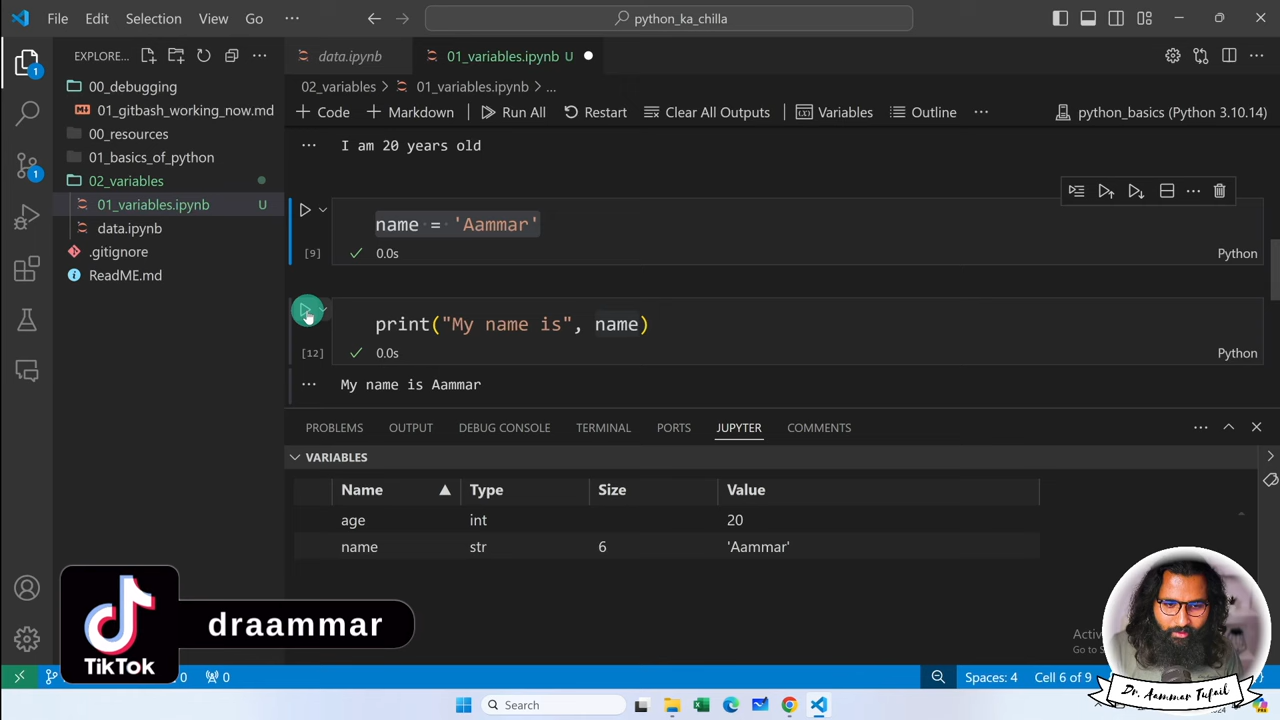 File Edit Selection View Go ... python_ka_chilla
EXPLORE... ...
data.ipynb 01_variables.ipynb U
00_debugging
01_gitbash_working_now.md
00_resources
01_basics_of_python
02_variables
01_variables.ipynb U
data.ipynb
.gitignore
ReadME.md
02_variables > 01_variables.ipynb > ...
+ Code + Markdown Run All Restart Clear All Outputs Variables Outline ... python_basics (Python 3.10.14)
... I am 20 years old
name = 'Aammar'
[9] 0.0s Python
print("My name is", name)
[12] 0.0s Python
... My name is Aammar
PROBLEMS OUTPUT DEBUG CONSOLE TERMINAL PORTS JUPYTER COMMENTS
VARIABLES
Name Type Size Value
age int 20
name str 6 'Aammar'
1
1
TikTok
draammar
Dr. Aammar Tufail
0 0 Spaces: 4 Cell 6 of 9
Search